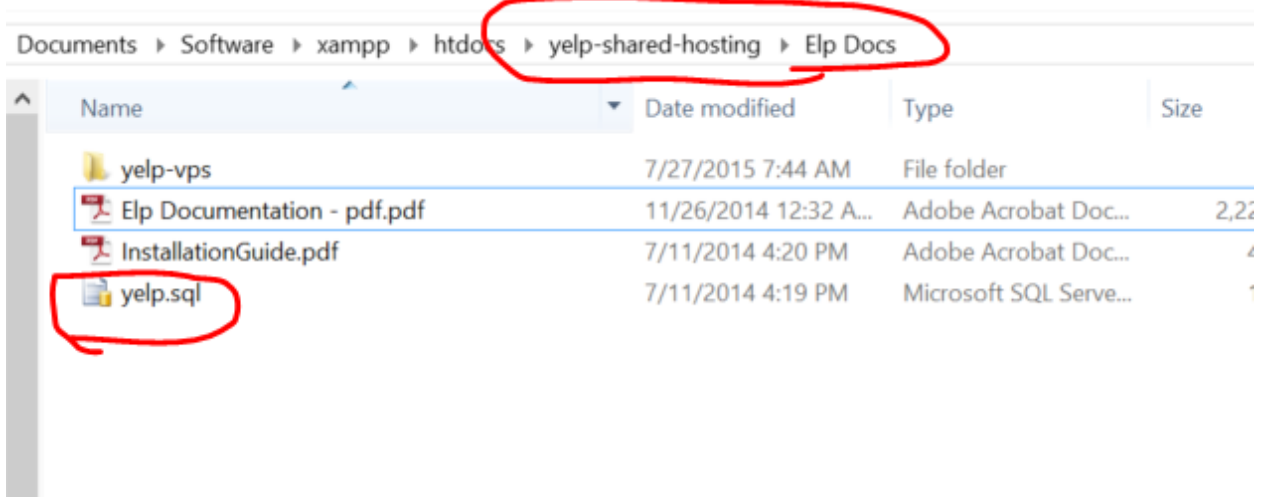 Documents Software xampp htdocs yelp-shared-hosting Elp Docs
Name Date modified Type Size
yelp-vps 7/27/2015 7:44 AM File folder
Elp Documentation - pdf.pdf 11/26/2014 12:32 A... Adobe Acrobat Doc... 2,22
InstallationGuide.pdf 7/11/2014 4:20 PM Adobe Acrobat Doc...
yelp.sql 7/11/2014 4:19 PM Microsoft SQL Serve...